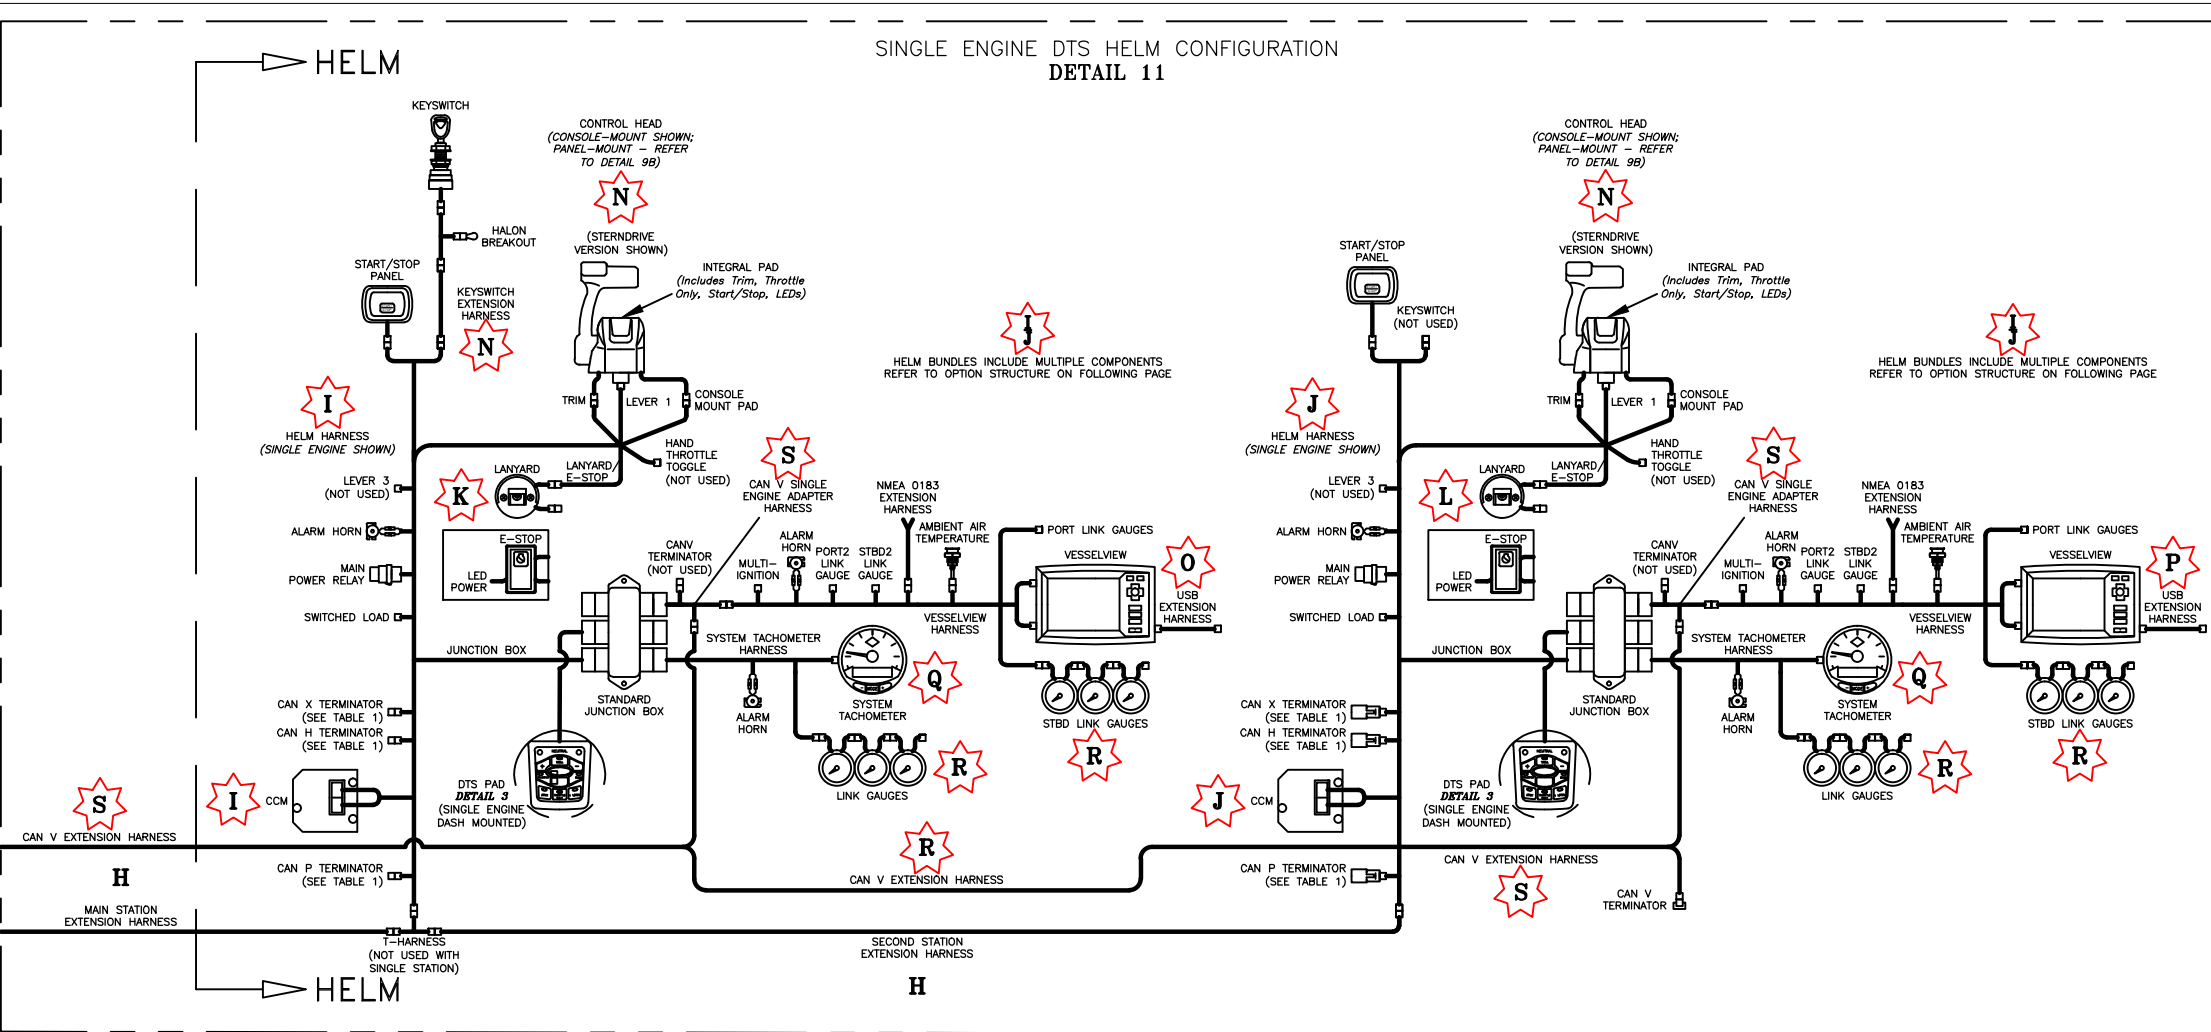 SINGLE ENGINE DTS HELM CONFIGURATION
DETAIL 11
HELM
KEYSWITCH
CONTROL HEAD
(CONSOLE-MOUNT SHOWN;
PANEL-MOUNT - REFER
TO DETAIL 9B)
N
(STERNDRIVE
VERSION SHOWN)
HALON
BREAKOUT
START/STOP
PANEL
KEYSWITCH
EXTENSION
HARNESS
N
INTEGRAL PAD
(Includes Trim, Throttle
Only, Start/Stop, LEDs)
J
HELM BUNDLES INCLUDE MULTIPLE COMPONENTS
REFER TO OPTION STRUCTURE ON FOLLOWING PAGE
I
HELM HARNESS
(SINGLE ENGINE SHOWN)
TRIM
LEVER 1
CONSOLE
MOUNT PAD
HAND
THROTTLE
TOGGLE
(NOT USED)
LEVER 3
(NOT USED)
K
LANYARD
LANYARD/
E-STOP
S
CAN V SINGLE
ENGINE ADAPTER
HARNESS
NMEA 0183
EXTENSION
HARNESS
ALARM HORN
E-STOP
LED
POWER
MAIN
POWER RELAY
SWITCHED LOAD
CANV
TERMINATOR
(NOT USED)
MULTI-
IGNITION
ALARM
HORN
PORT2
LINK
GAUGE
STBD2
LINK
GAUGE
AMBIENT AIR
TEMPERATURE
PORT LINK GAUGES
VESSELVIEW
O
USB
EXTENSION
HARNESS
VESSELVIEW
HARNESS
JUNCTION BOX
SYSTEM TACHOMETER
HARNESS
STANDARD
JUNCTION BOX
ALARM
HORN
SYSTEM
TACHOMETER
Q
STBD LINK GAUGES
R
LINK GAUGES
R
CAN X TERMINATOR
(SEE TABLE 1)
CAN H TERMINATOR
(SEE TABLE 1)
NEUTRAL
DTS PAD
DETAIL 3
(SINGLE ENGINE
DASH MOUNTED)
S
I
CCM
CAN V EXTENSION HARNESS
R
CAN V EXTENSION HARNESS
H
CAN P TERMINATOR
(SEE TABLE 1)
MAIN STATION
EXTENSION HARNESS
T-HARNESS
(NOT USED WITH
SINGLE STATION)
SECOND STATION
EXTENSION HARNESS
H
HELM
CONTROL HEAD
(CONSOLE-MOUNT SHOWN;
PANEL-MOUNT - REFER
TO DETAIL 9B)
N
(STERNDRIVE
VERSION SHOWN)
START/STOP
PANEL
KEYSWITCH
(NOT USED)
INTEGRAL PAD
(Includes Trim, Throttle
Only, Start/Stop, LEDs)
J
HELM BUNDLES INCLUDE MULTIPLE COMPONENTS
REFER TO OPTION STRUCTURE ON FOLLOWING PAGE
J
HELM HARNESS
(SINGLE ENGINE SHOWN)
TRIM
LEVER 1
CONSOLE
MOUNT PAD
HAND
THROTTLE
TOGGLE
(NOT USED)
LEVER 3
(NOT USED)
L
LANYARD
LANYARD/
E-STOP
S
CAN V SINGLE
ENGINE ADAPTER
HARNESS
NMEA 0183
EXTENSION
HARNESS
ALARM HORN
E-STOP
LED
POWER
MAIN
POWER RELAY
SWITCHED LOAD
CANV
TERMINATOR
(NOT USED)
MULTI-
IGNITION
ALARM
HORN
PORT2
LINK
GAUGE
STBD2
LINK
GAUGE
AMBIENT AIR
TEMPERATURE
PORT LINK GAUGES
VESSELVIEW
P
USB
EXTENSION
HARNESS
VESSELVIEW
HARNESS
JUNCTION BOX
SYSTEM TACHOMETER
HARNESS
STANDARD
JUNCTION BOX
ALARM
HORN
SYSTEM
TACHOMETER
Q
STBD LINK GAUGES
R
LINK GAUGES
R
CAN X TERMINATOR
(SEE TABLE 1)
CAN H TERMINATOR
(SEE TABLE 1)
NEUTRAL
DTS PAD
DETAIL 3
(SINGLE ENGINE
DASH MOUNTED)
J
CCM
CAN V EXTENSION HARNESS
S
CAN P TERMINATOR
(SEE TABLE 1)
CAN V
TERMINATOR